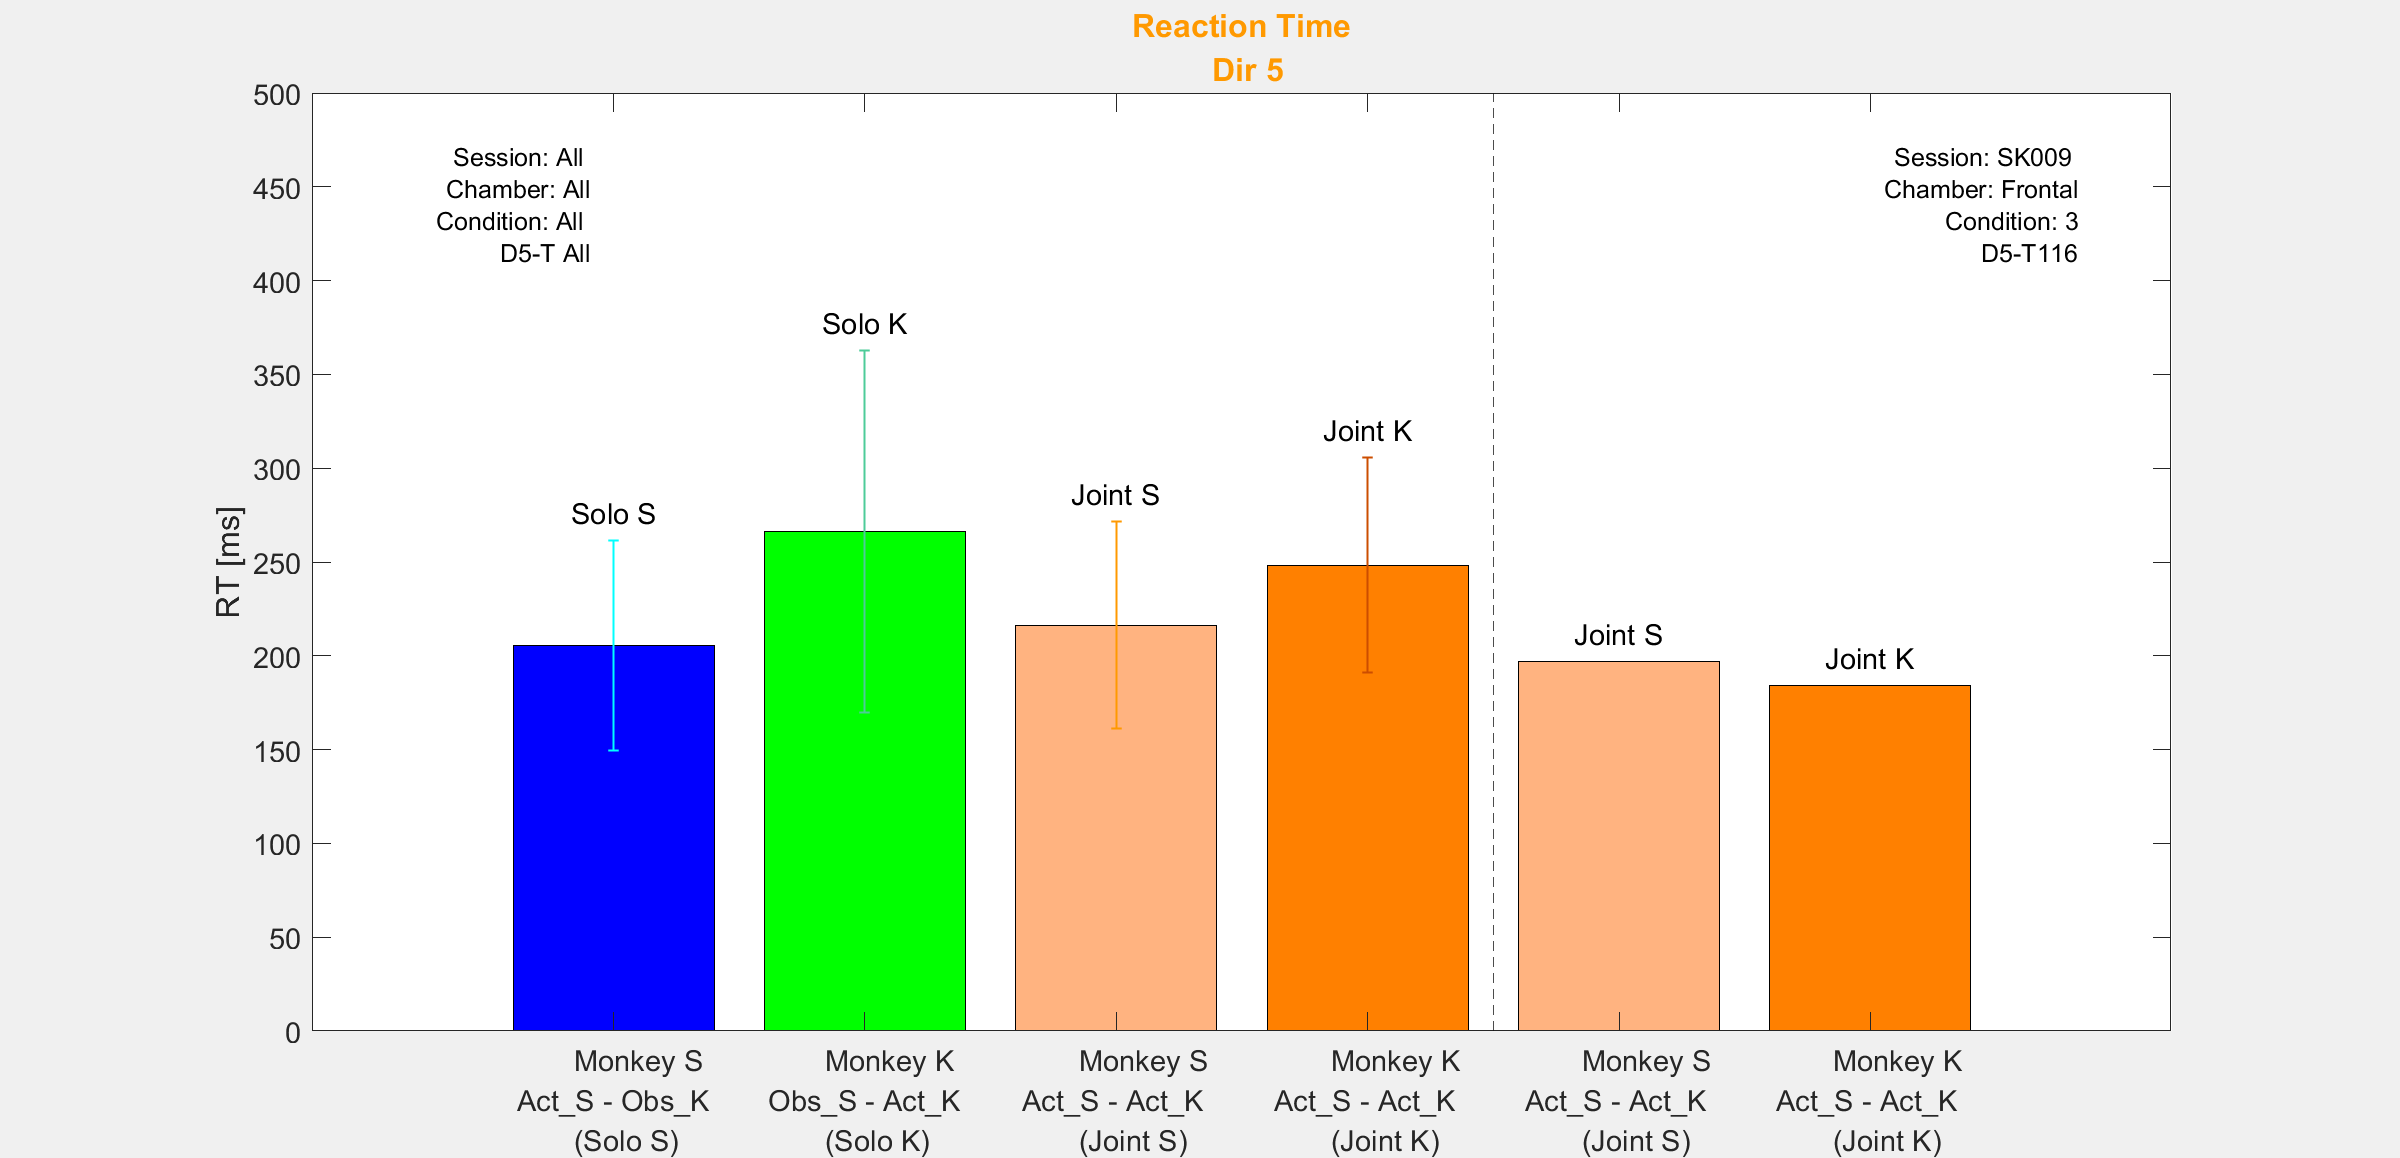 Reaction Time
Dir 5
500
450
400
350
300
250
200
150
100
50
0
RT [ms]
Session: All
Chamber: All
Condition: All
D5-T All
Session: SK009
Chamber: Frontal
Condition: 3
D5-T116
Solo S
Solo K
Joint S
Joint K
Joint S
Joint K
Monkey S
Act_S - Obs_K
(Solo S)
Monkey K
Obs_S - Act_K
(Solo K)
Monkey S
Act_S - Act_K
(Joint S)
Monkey K
Act_S - Act_K
(Joint K)
Monkey S
Act_S - Act_K
(Joint S)
Monkey K
Act_S - Act_K
(Joint K)